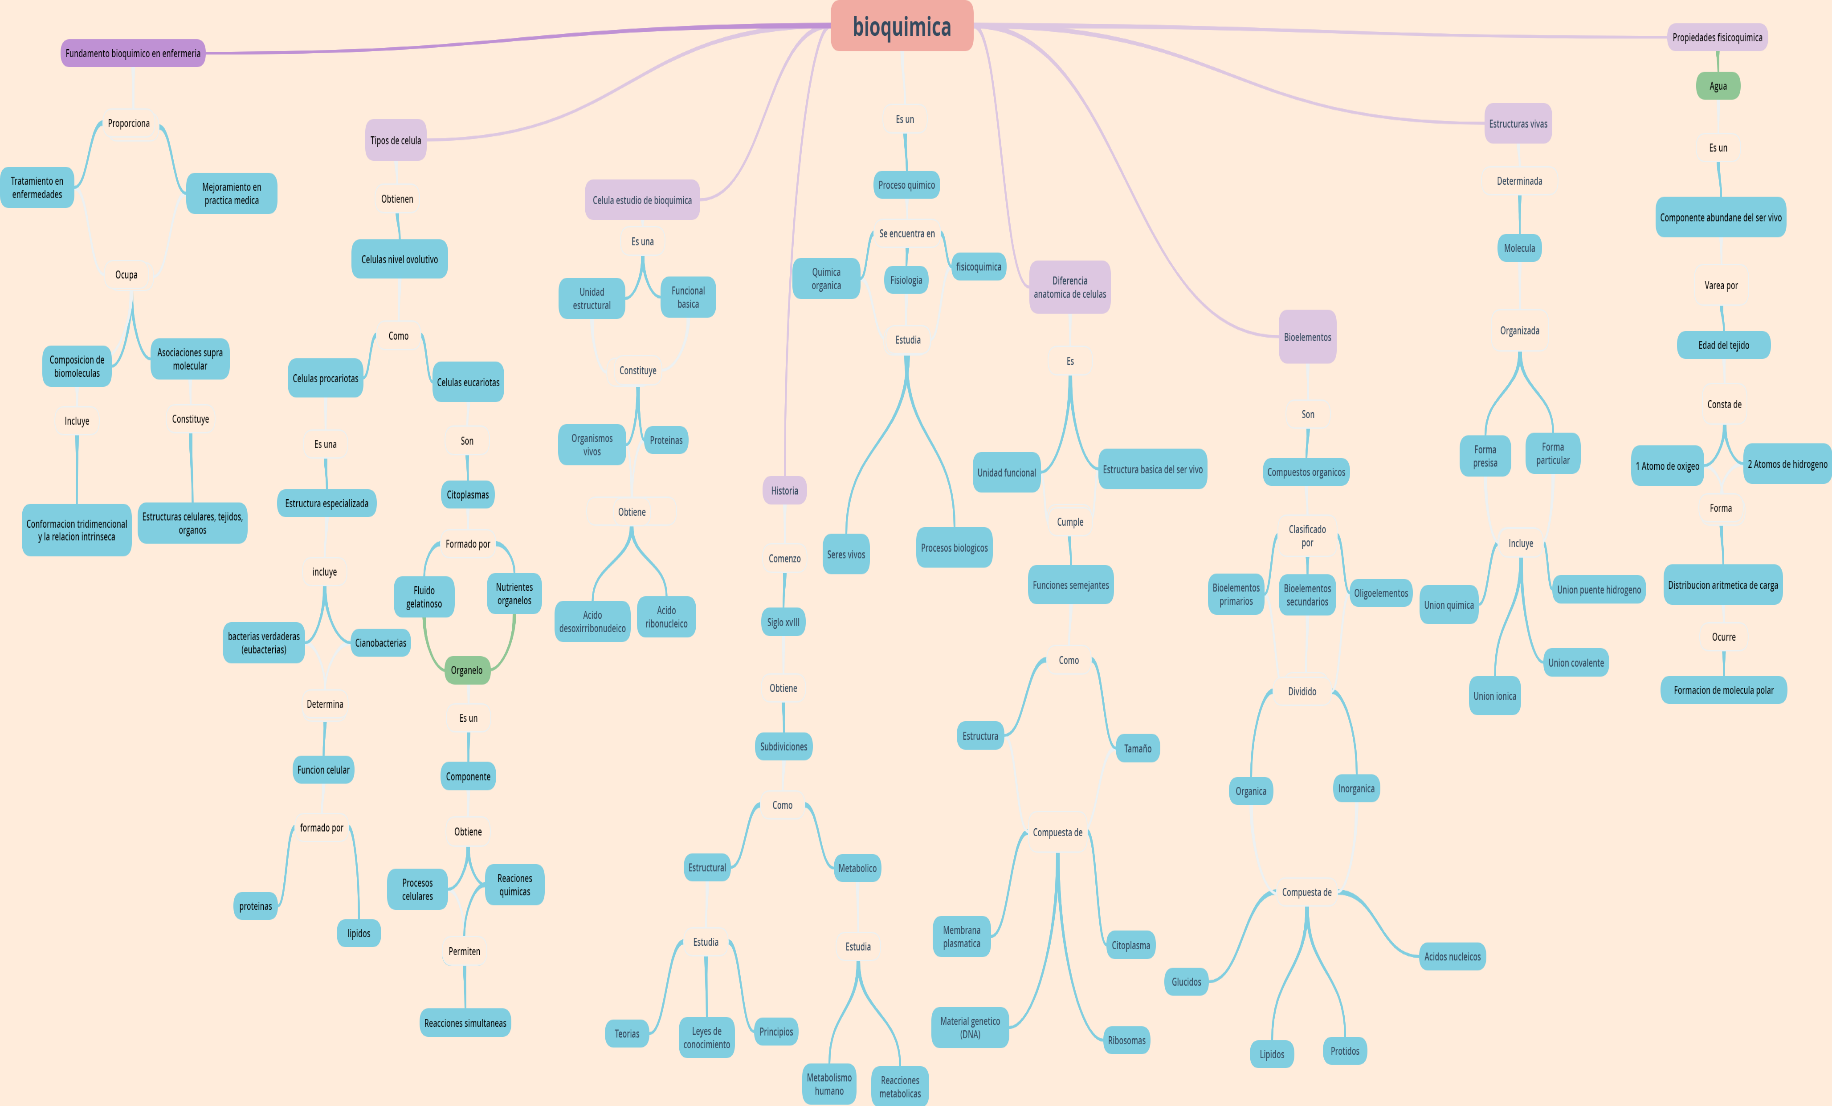 bioquimica
Fundamento bioquimico en enfermeria
Proporciona
Tratamiento en
enfermedades
Mejoramiento en
practica medica
Ocupa
Composicion de
biomoleculas
Asociaciones supra
molecular
Incluye
Constituye
Conformacion tridimencional
y la relacion intrinseca
Estructuras celulares, tejidos,
organos
Tipos de celula
Obtienen
Celulas nivel ovolutivo
Como
Celulas procariotas
Celulas eucariotas
Es una
Estructura especializada
incluye
bacterias verdaderas
(eubacterias)
Cianobacterias
Determina
Funcion celular
formado por
proteinas
lipidos
Son
Citoplasmas
Formado por
Fluido
gelatinoso
Nutrientes
organelos
Organelo
Es un
Componente
Obtiene
Procesos
celulares
Reaciones
quimicas
Permiten
Reacciones simultaneas
Celula estudio de bioquimica
Es una
Unidad
estructural
Funcional
basica
Constituye
Organismos
vivos
Proteinas
Obtiene
Acido
desoxirribonudeico
Acido
ribonucleico
Historia
Comenzo
Siglo xvIII
Obtiene
Subdiviciones
Como
Estructural
Metabolico
Estudia
Teorias
Leyes de
conocimiento
Principios
Estudia
Metabolismo
humano
Reacciones
metabolicas
Es un
Proceso quimico
Se encuentra en
Quimica
organica
Fisiologia
fisicoquimica
Estudia
Seres vivos
Procesos biologicos
Diferencia
anatomica de celulas
Es
Unidad funcional
Estructura basica del ser vivo
Cumple
Funciones semejantes
Como
Estructura
Tamaño
Compuesta de
Membrana
plasmatica
Citoplasma
Material genetico
(DNA)
Ribosomas
Bioelementos
Son
Compuestos organicos
Clasificado
por
Bioelementos
primarios
Bioelementos
secundarios
Oligoelementos
Dividido
Organica
Inorganica
Compuesta de
Glucidos
Lipidos
Protidos
Acidos nucleicos
Estructuras vivas
Determinada
Molecula
Organizada
Forma
presisa
Forma
particular
Incluye
Union quimica
Union puente hidrogeno
Union ionica
Union covalente
Propiedades fisicoquimica
Agua
Es un
Componente abundane del ser vivo
Varea por
Edad del tejido
Consta de
1 Atomo de oxigeo
2 Atomos de hidrogeno
Forma
Distribucion aritmetica de carga
Ocurre
Formacion de molecula polar